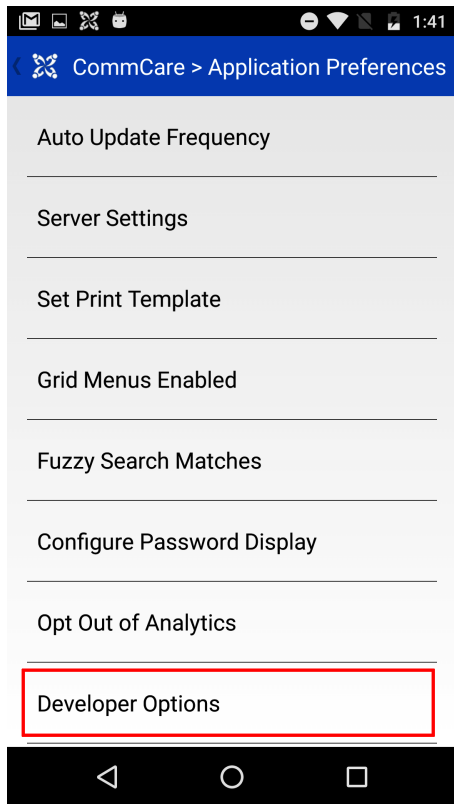 1:41
CommCare > Application Preferences
Auto Update Frequency
Server Settings
Set Print Template
Grid Menus Enabled
Fuzzy Search Matches
Configure Password Display
Opt Out of Analytics
Developer Options